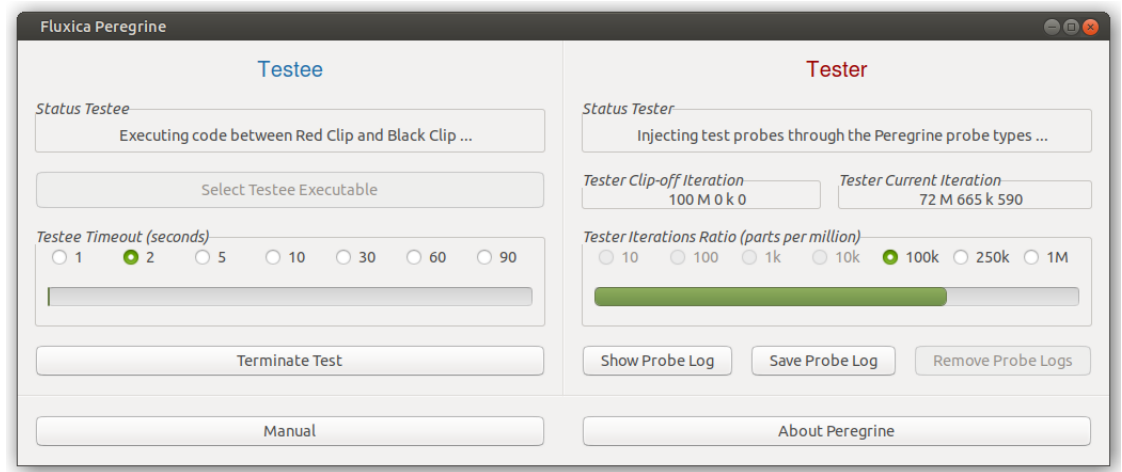 Fluxica Peregrine
Testee
Status Testee
Executing code between Red Clip and Black Clip ...
Select Testee Executable
Testee Timeout (seconds)
1 2 5 10 30 60 90
Terminate Test
Manual
Tester
Status Tester
Injecting test probes through the Peregrine probe types ...
Tester Clip-off Iteration
100 M 0 k 0
Tester Current Iteration
72 M 665 k 590
Tester Iterations Ratio (parts per million)
10 100 1k 10k 100k 250k 1M
Show Probe Log
Save Probe Log
Remove Probe Logs
About Peregrine